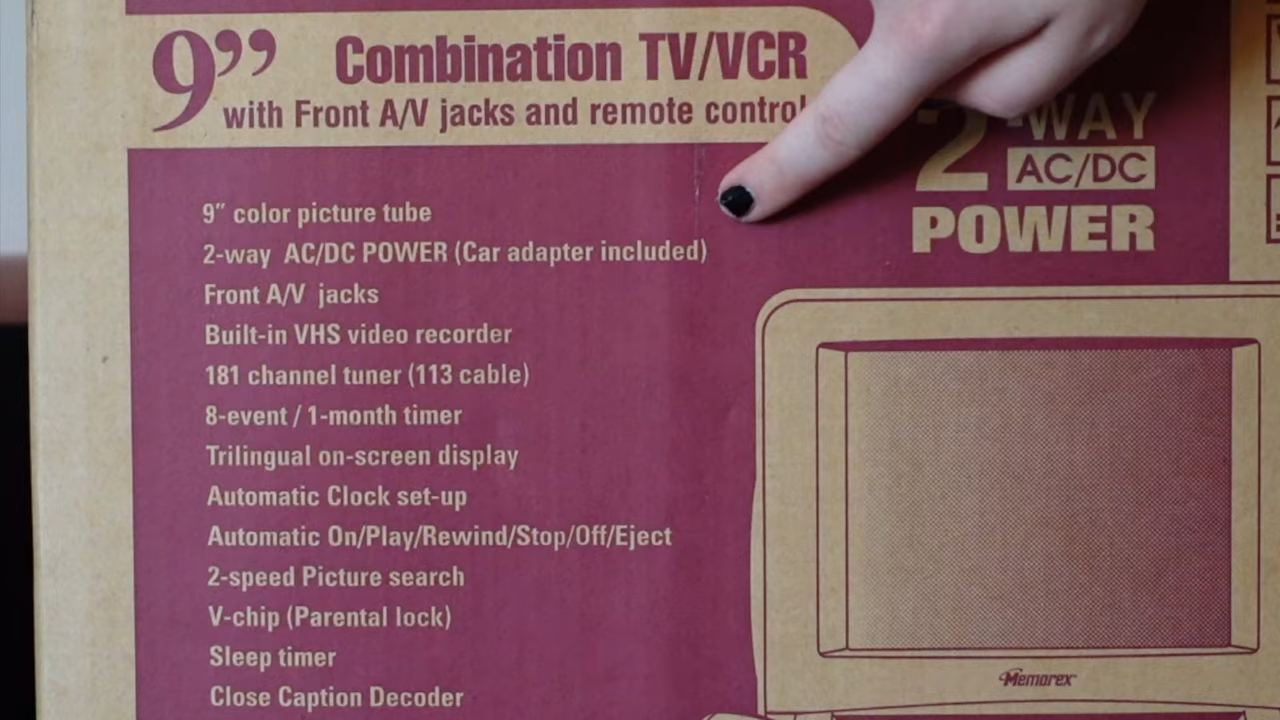 9”
Combination TV/VCR
with Front A/V jacks and remote control
2-WAY
AC/DC
POWER
9” color picture tube
2-way AC/DC POWER (Car adapter included)
Front A/V jacks
Built-in VHS video recorder
181 channel tuner (113 cable)
8-event / 1-month timer
Trilingual on-screen display
Automatic Clock set-up
Automatic On/Play/Rewind/Stop/Off/Eject
2-speed Picture search
V-chip (Parental lock)
Sleep timer
Close Caption Decoder
Memorex